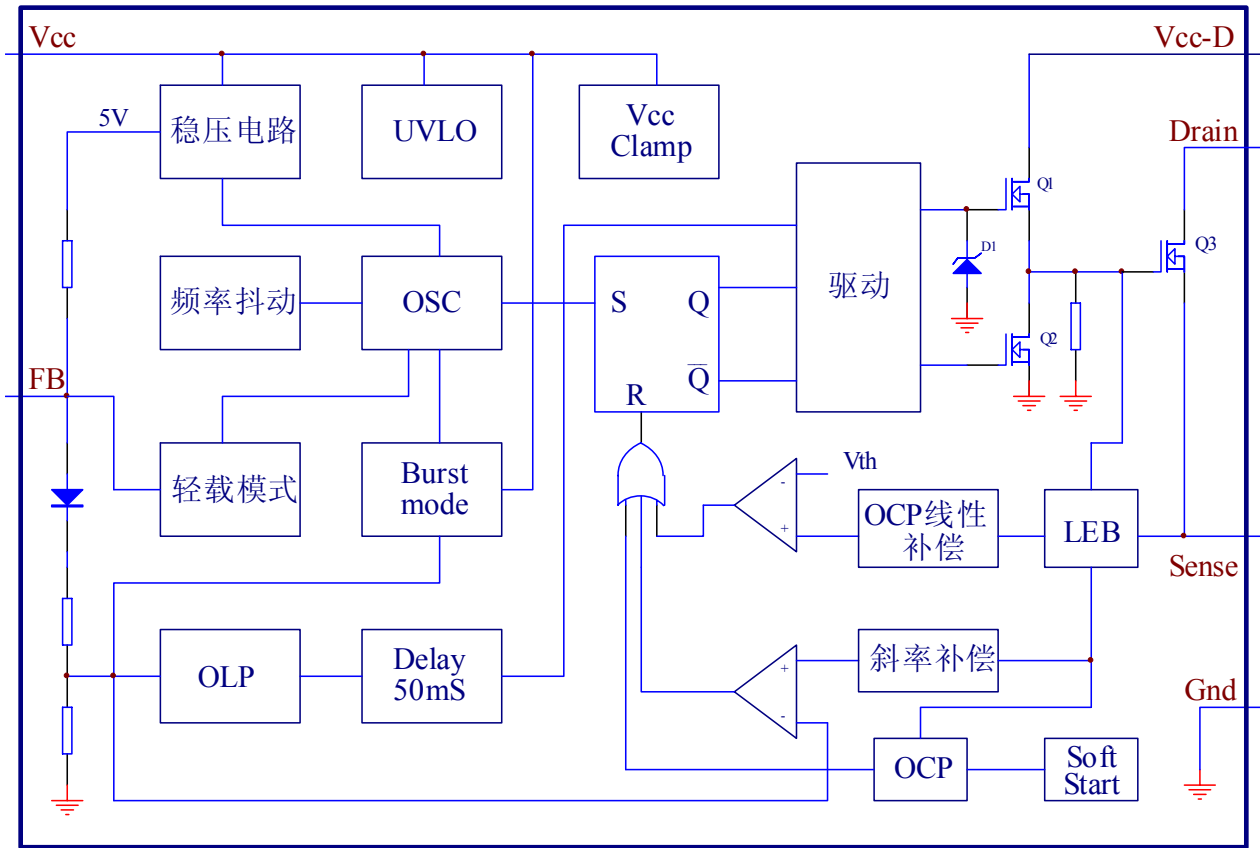 Vcc
Vcc-D
5V
稳压电路
UVLO
Vcc
Clamp
Drain
Q1
D1
Q3
频率抖动
OSC
S
Q
驱动
Q2
FB
Q̅
R
轻载模式
Burst
mode
Vth
-
+
OCP线性
补偿
LEB
Sense
OLP
Delay
50mS
+
-
斜率补偿
Gnd
OCP
Soft
Start